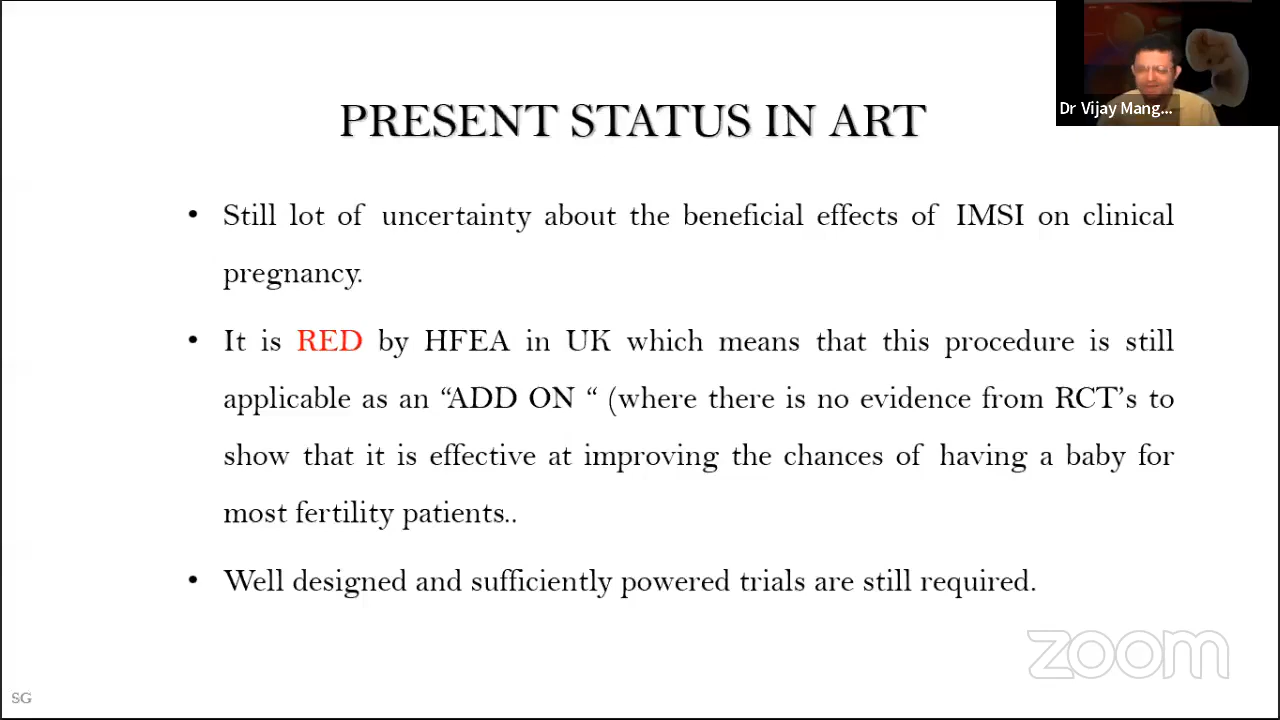 Dr Vijay Mang...
PRESENT STATUS IN ART
• Still lot of uncertainty about the beneficial effects of IMSI on clinical
pregnancy.
• It is RED by HFEA in UK which means that this procedure is still
applicable as an “ADD ON “ (where there is no evidence from RCT’s to
show that it is effective at improving the chances of having a baby for
most fertility patients..
• Well designed and sufficiently powered trials are still required.
zoom
SG